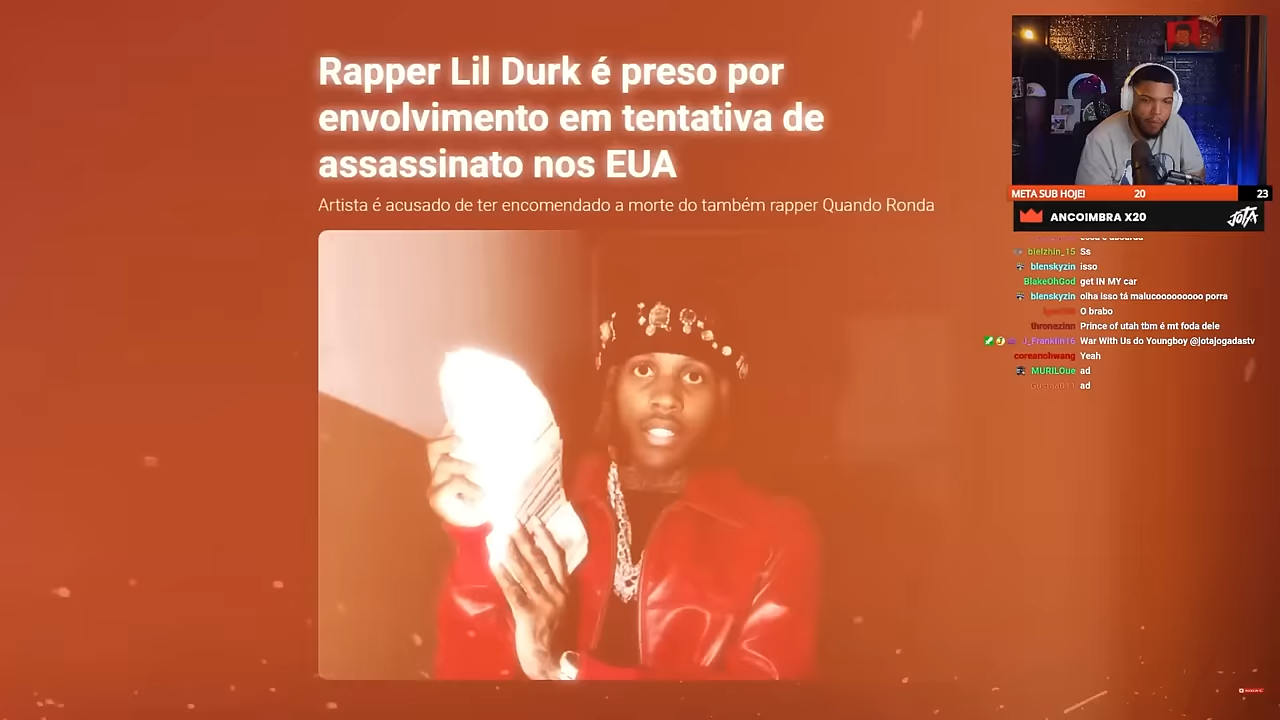 Rapper Lil Durk é preso por
envolvimento em tentativa de
assassinato nos EUA
Artista é acusado de ter encomendado a morte do também rapper Quando Ronda
META SUB HOJE! 20 23
ANCOIMBRA X20 JOTA
bielzhin_15 Ss
blenskyzin isso
BlakeOhGod get IN MY car
blenskyzin olha isso tá malucooooooooo porra
O brabo
thronezinn Prince of utah tbm é mt foda dele
J_Franklin16 War With Us do Youngboy @jotajogadastv
coreanohwang Yeah
MURILOue ad
ad